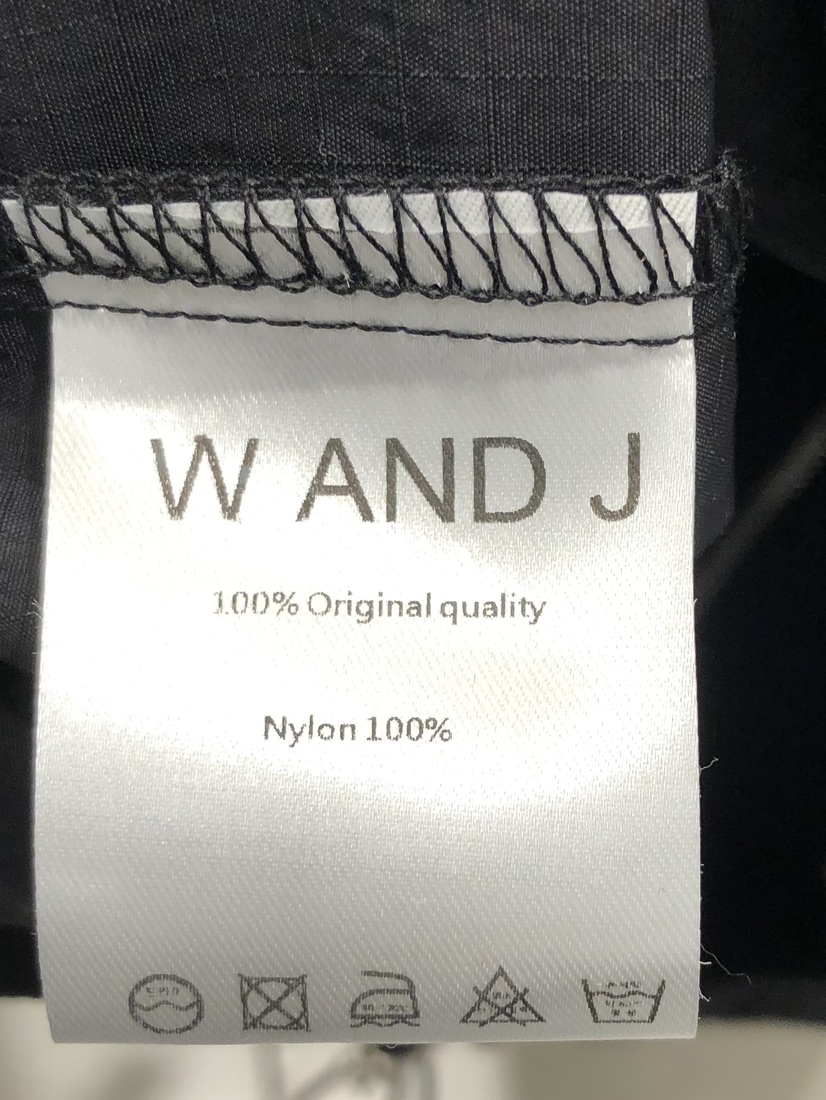 W AND J
100% Original quality
Nylon 100%